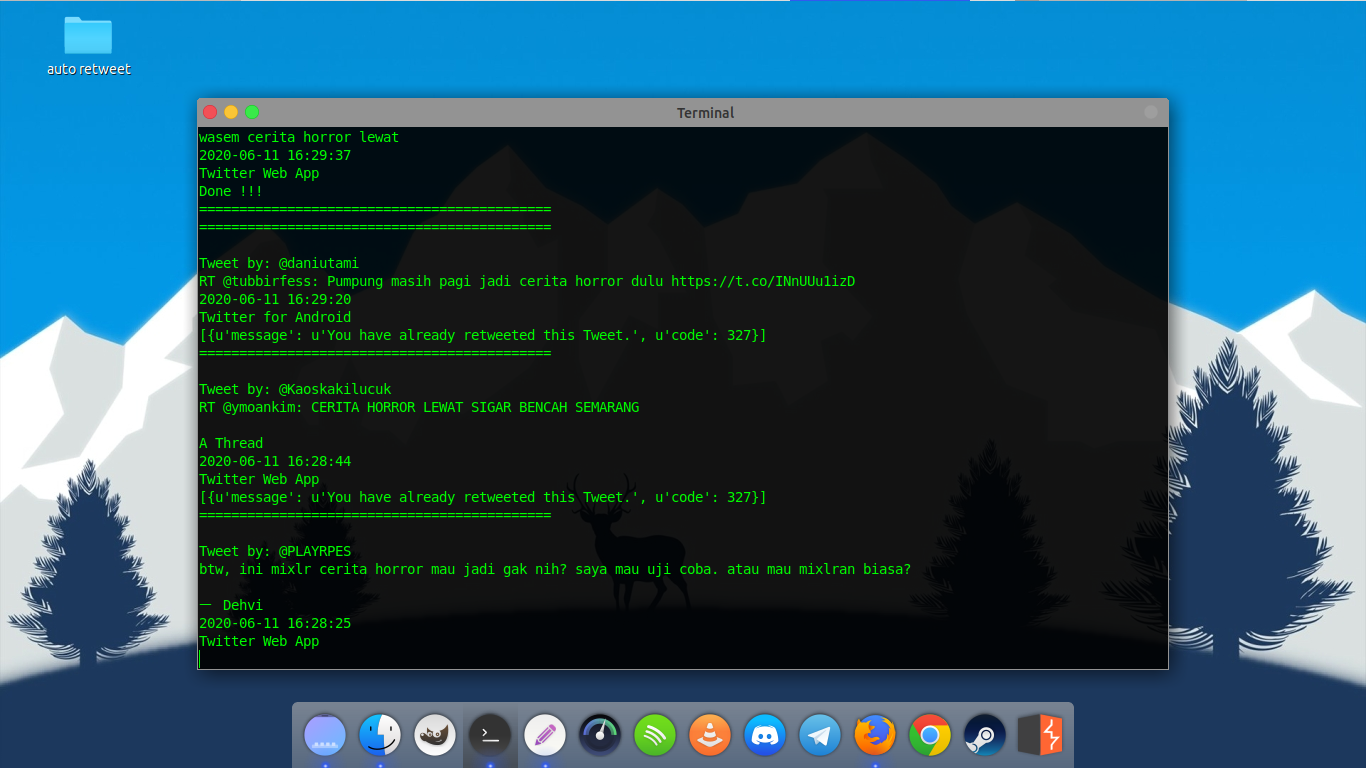 auto retweet
Terminal
wasem cerita horror lewat
2020-06-11 16:29:37
Twitter Web App
Done !!!
============================================
============================================
Tweet by: @daniutami
RT @tubbirfess: Pumpung masih pagi jadi cerita horror dulu https://t.co/INnUUu1izD
2020-06-11 16:29:20
Twitter for Android
[{u'message': u'You have already retweeted this Tweet.', u'code': 327}]
============================================
Tweet by: @Kaoskakilucuk
RT @ymoankim: CERITA HORROR LEWAT SIGAR BENCAH SEMARANG
A Thread
2020-06-11 16:28:44
Twitter Web App
[{u'message': u'You have already retweeted this Tweet.', u'code': 327}]
============================================
Tweet by: @PLAYRPES
btw, ini mixlr cerita horror mau jadi gak nih? saya mau uji coba. atau mau mixlran biasa?
— Dehvi
2020-06-11 16:28:25
Twitter Web App